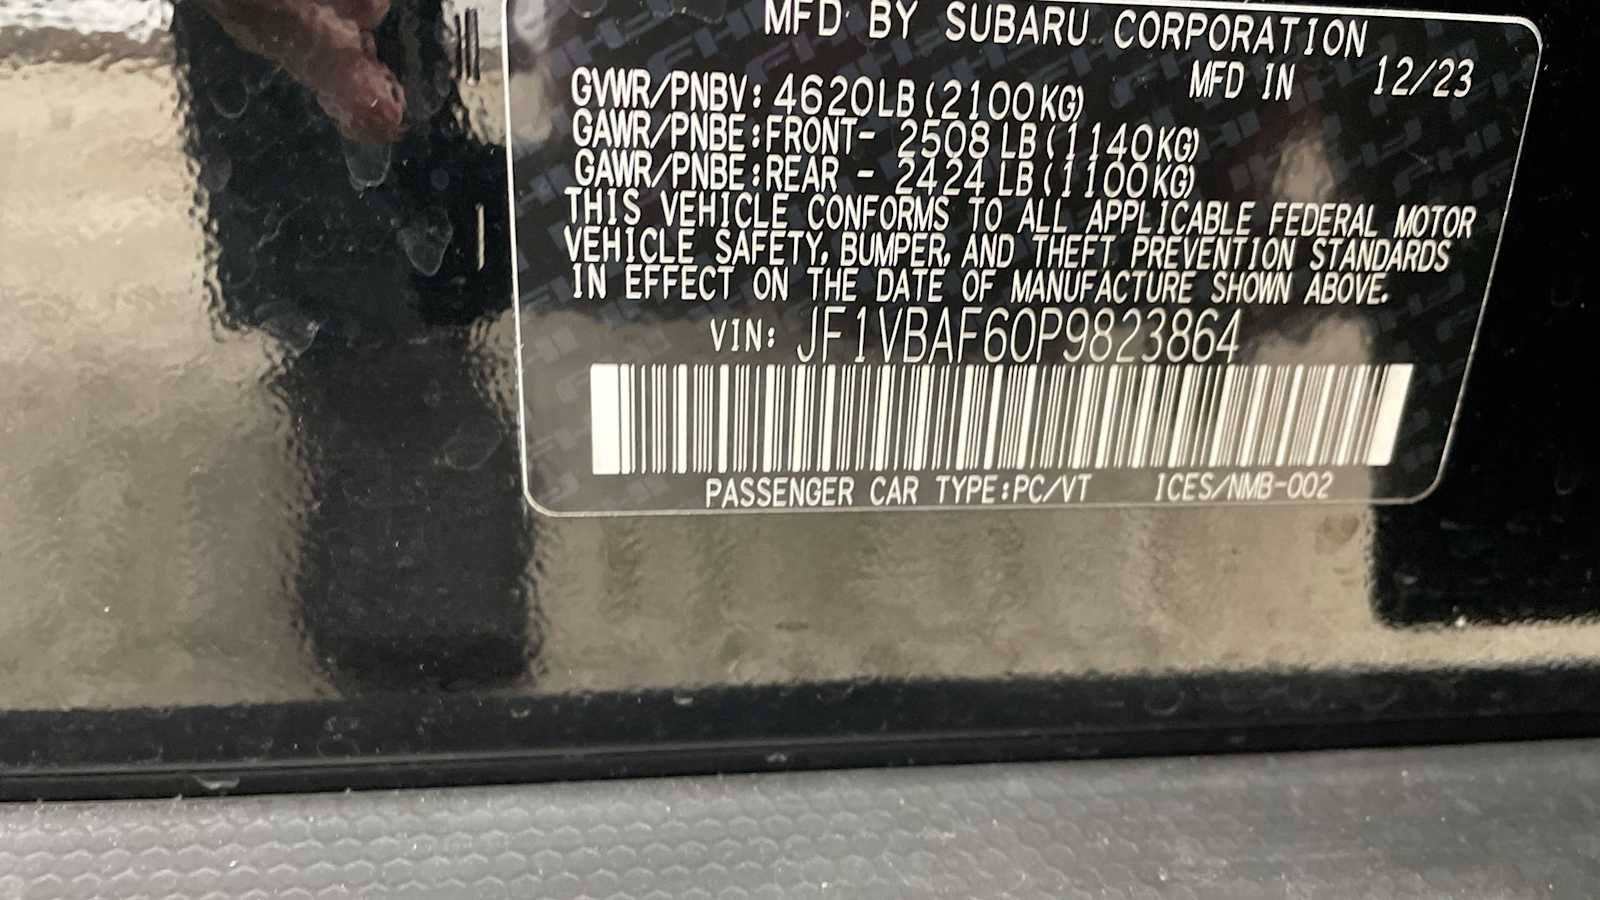 MFD BY SUBARU CORPORATION
MFD IN 12/23
GVWR/PNBV: 4620LB(2100KG)
GAWR/PNBE:FRONT- 2508LB(1140KG)
GAWR/PNBE:REAR - 2424LB(1100KG)
THIS VEHICLE CONFORMS TO ALL APPLICABLE FEDERAL MOTOR
VEHICLE SAFETY, BUMPER, AND THEFT PREVENTION STANDARDS
IN EFFECT ON THE DATE OF MANUFACTURE SHOWN ABOVE.
VIN: JF1VBAF60P9823864
PASSENGER CAR TYPE:PC/VT ICES/NMB-002